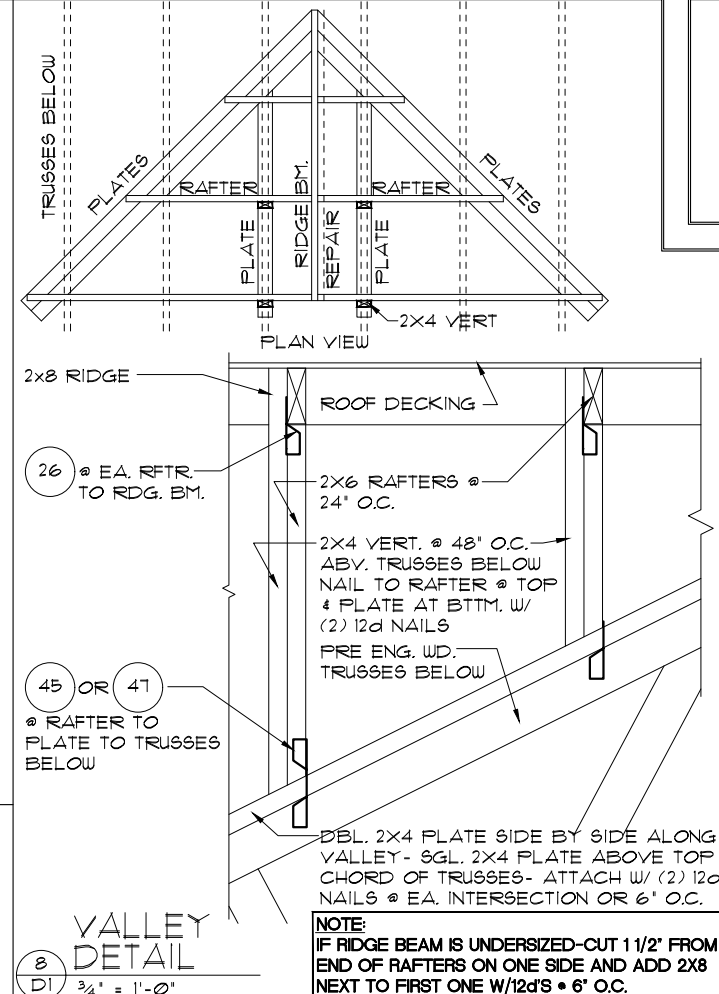 TRUSSES BELOW
PLATES
PLATES
RAFTER
RAFTER
PLATE
RIDGE BM.
REPAIR
PLATE
2X4 VERT
PLAN VIEW
2x8 RIDGE
ROOF DECKING
26 @ EA. RFTR.
TO RDG. BM.
2X6 RAFTERS @
24" O.C.
2X4 VERT. @ 48" O.C.
ABV. TRUSSES BELOW
NAIL TO RAFTER @ TOP
& PLATE AT BTTM. W/
(2) 12d NAILS
PRE ENG. WD.
TRUSSES BELOW
45 OR 47
@ RAFTER TO
PLATE TO TRUSSES
BELOW
DBL. 2X4 PLATE SIDE BY SIDE ALONG
VALLEY- SGL. 2X4 PLATE ABOVE TOP
CHORD OF TRUSSES- ATTACH W/ (2) 12d
NAILS @ EA. INTERSECTION OR 6" O.C.
VALLEY
DETAIL
8
D1
3/4" = 1'-0"
NOTE:
IF RIDGE BEAM IS UNDERSIZED-CUT 1 1/2" FROM
END OF RAFTERS ON ONE SIDE AND ADD 2X8
NEXT TO FIRST ONE W/12d'S @ 6" O.C.